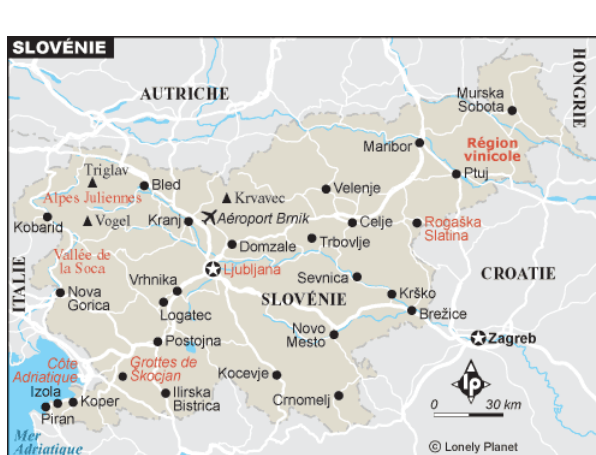 SLOVÉNIE
HONGRIE
AUTRICHE
Murska
Sobota
Maribor
Région
vinicole
Triglav
Ptuj
Bled
Velenje
Alpes Juliennes
Krvavec
Kobarid
Vogel
Kranj
Aéroport Brnik
Celje
Rogaška
Slatina
Domzale
Trbovlje
Vallée de
la Soca
ITALIE
Ljubljana
CROATIE
Vrhnika
Sevnica
Nova
Gorica
Logatec
SLOVÉNIE
Krško
Brežice
Postojna
Novo
Mesto
Zagreb
Côte
Adriatique
Grottes de
Skocjan
Kocevje
Izola
Koper
Ilirska
Bistrica
Crnomelj
Piran
lp
0 30 km
Mer
Adriatique
© Lonely Planet